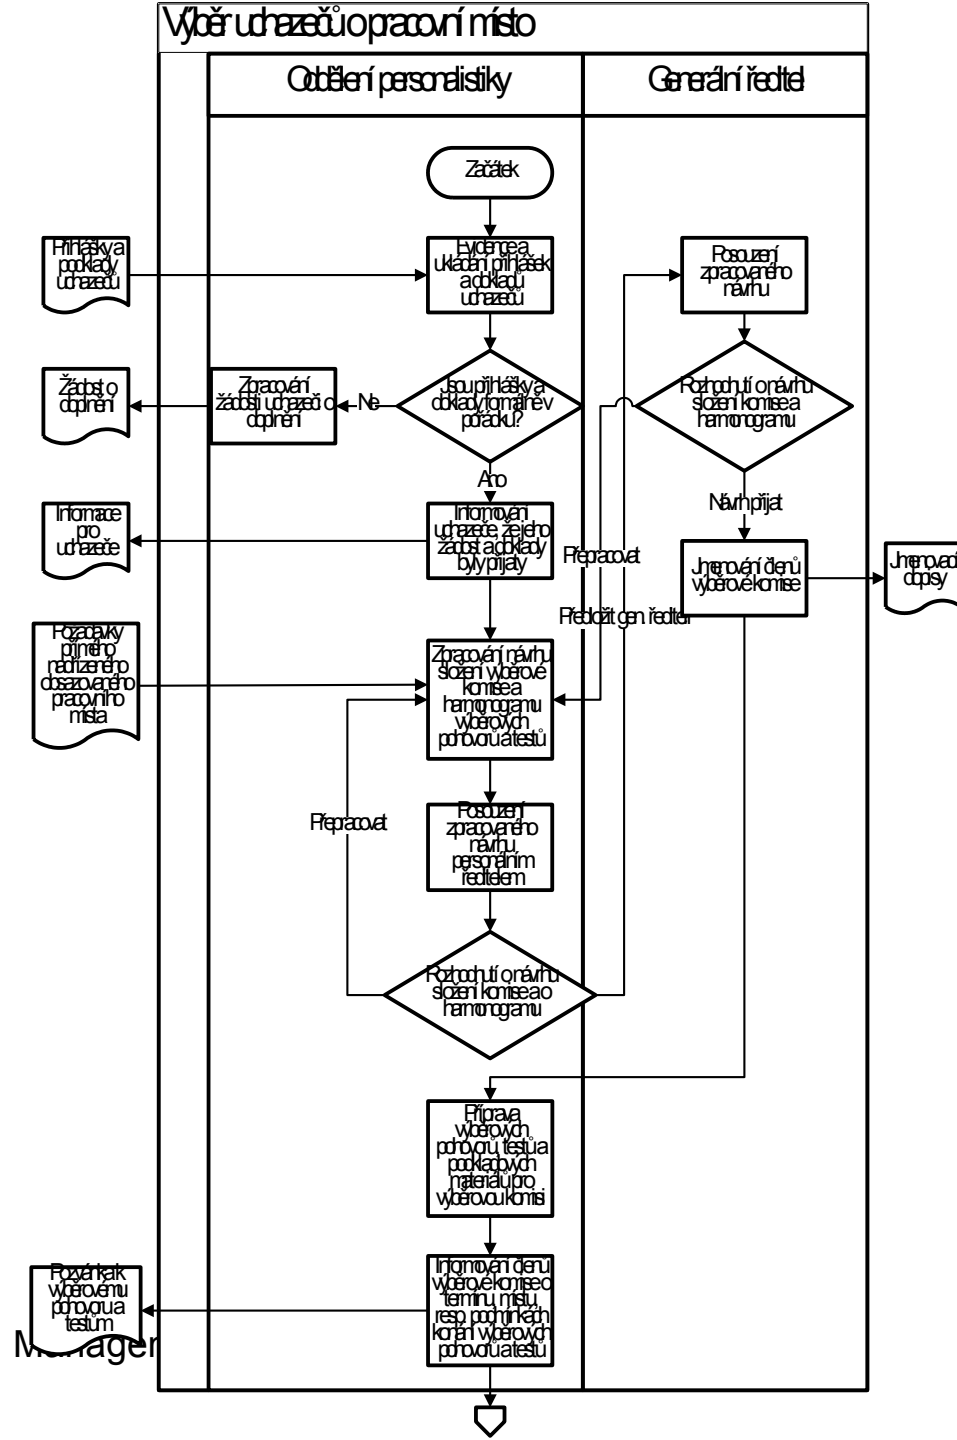 Výběr uchazečů o pracovní místo
Oddělení personalistiky
Generální ředitel
Začátek
Přihlášky a
podklady
uchazečů
Evidence a
ukládání přihlášek
a dokladů
uchazečů
Posouzení
zpracovaného
návrhu
Žádost o
doplnění
Zpracování
žádosti uchazeči o
doplnění
Ne
Jsou přihlášky a
doklady formálně v
pořádku?
Rozhodnutí o návrhu
složení komise a
harmonogramu
Ano
Návrh přijat
Informace
pro
uchazeče
Informování
uchazeče, že jeho
žádost a doklady
byly přijaty
Přepracovat
Jmenování členů
výběrové komise
Jmenovací
dopisy
Předložit gen. řediteli
Požadavky
přímého
nadřízeného
obsazovaného
pracovního
místa
Zpracování návrhu
složení výběrové
komise a
harmonogramu
výběrových
pohovorů a testů
Přepracovat
Posouzení
zpracovaného
návrhu
personálním
ředitelem
Rozhodnutí o návrhu
složení komise a o
harmonogramu
Příprava
výběrových
pohovorů, testů a
podkladových
materiálů pro
výběrovou komisi
Pozvánka k
výběrovému
pohovoru a
testům
Informování členů
výběrové komise o
termínu, místu,
resp. podmínkách
konání výběrových
pohovorů a testů